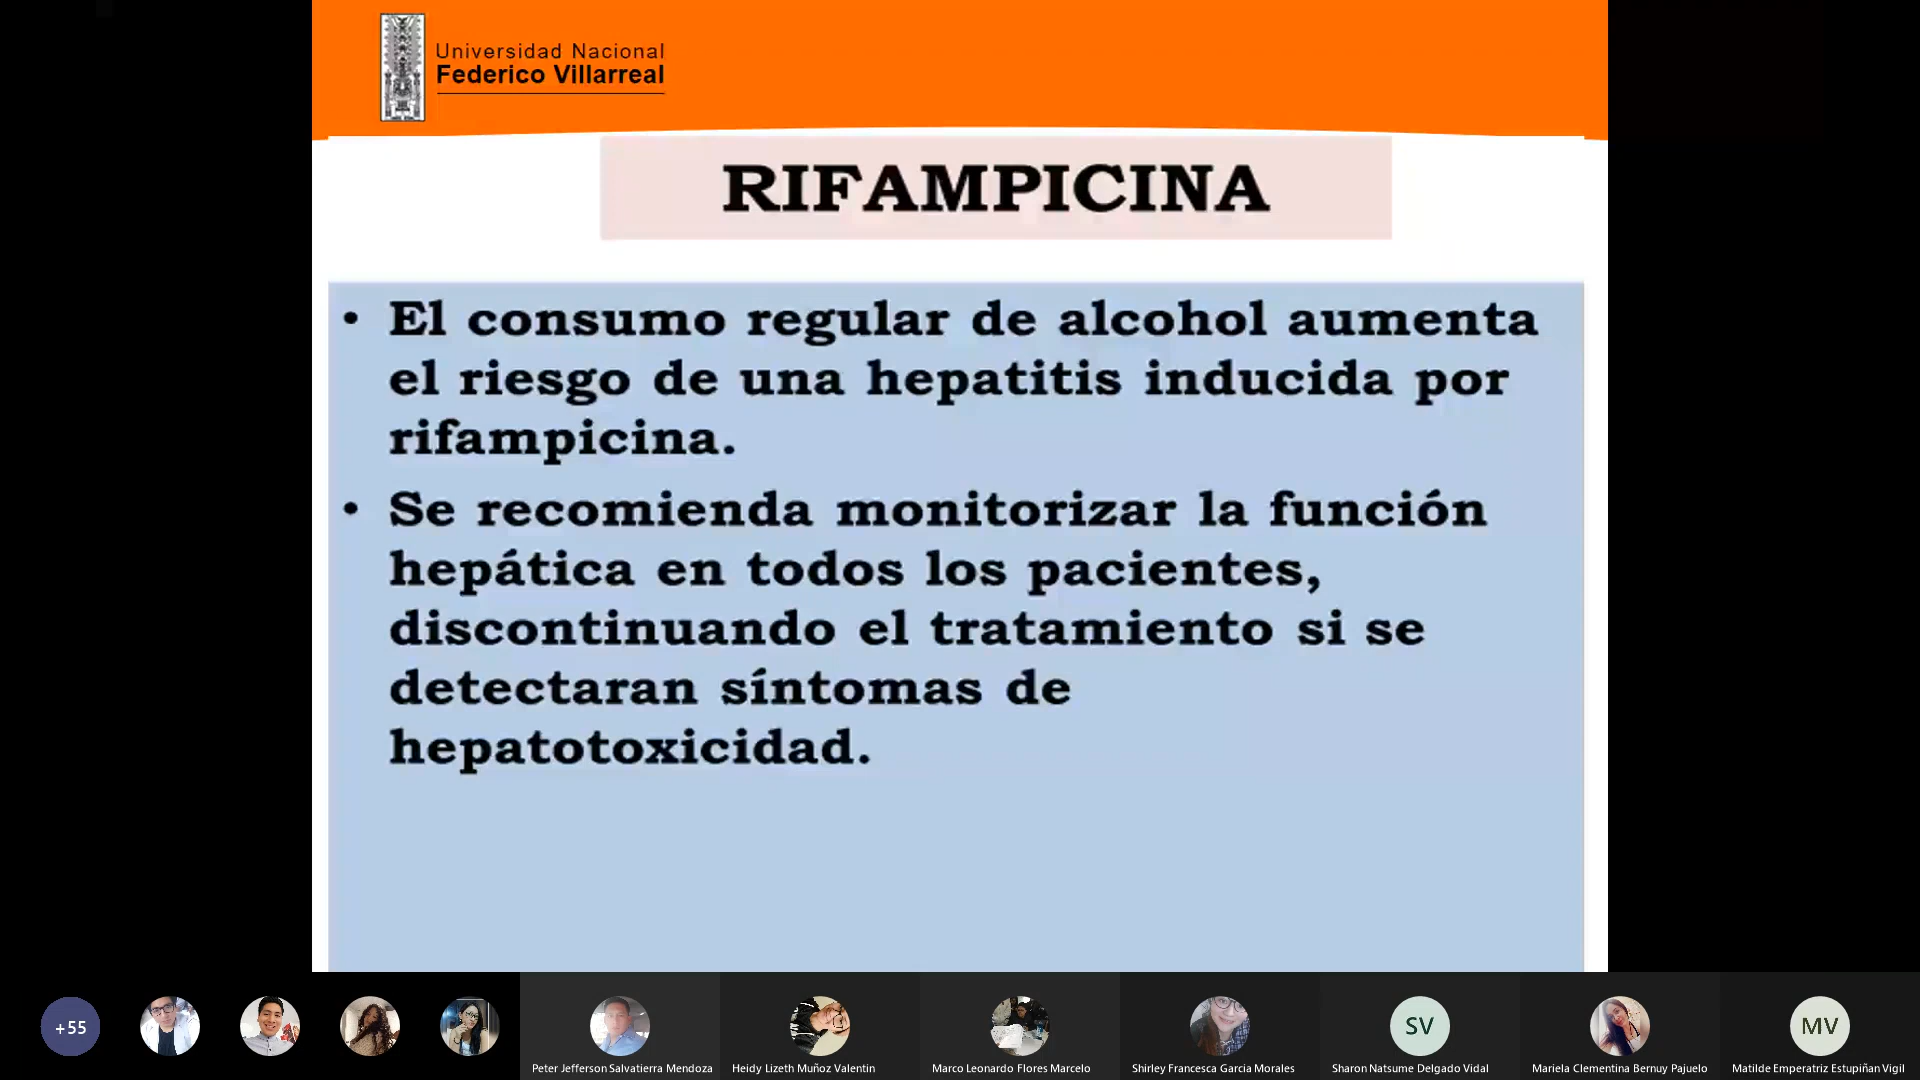 Universidad Nacional
Federico Villarreal
RIFAMPICINA
• El consumo regular de alcohol aumenta
el riesgo de una hepatitis inducida por
rifampicina.
• Se recomienda monitorizar la función
hepática en todos los pacientes,
discontinuando el tratamiento si se
detectaran síntomas de
hepatotoxicidad.
+55
SV
MV
Peter Jefferson Salvatierra Mendoza
Heidy Lizeth Muñoz Valentin
Marco Leonardo Flores Marcelo
Shirley Francesca Garcia Morales
Sharon Natsume Delgado Vidal
Mariela Clementina Bernuy Pajuelo
Matilde Emperatriz Estupiñan Vigil